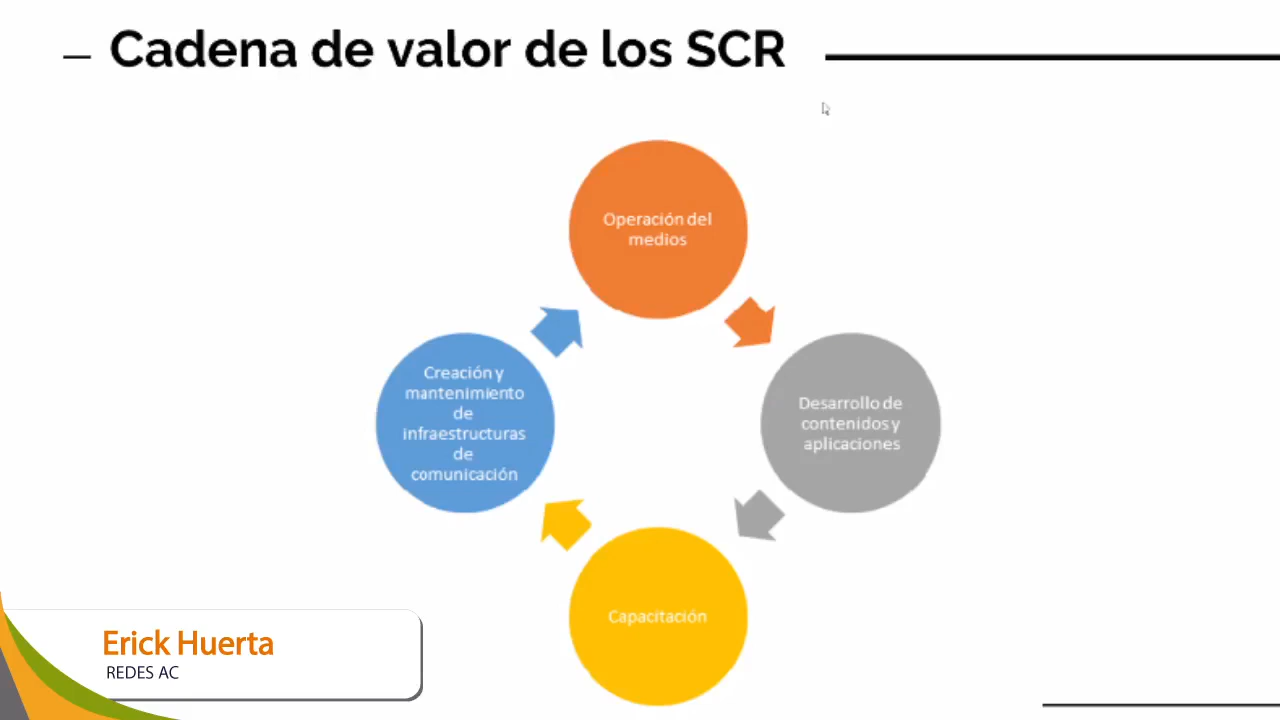 Cadena de valor de los SCR
Operación del
medios
Desarrollo de
contenidos y
aplicaciones
Capacitación
Creación y
mantenimiento
de
infraestructuras
de
comunicación
Erick Huerta
REDES AC